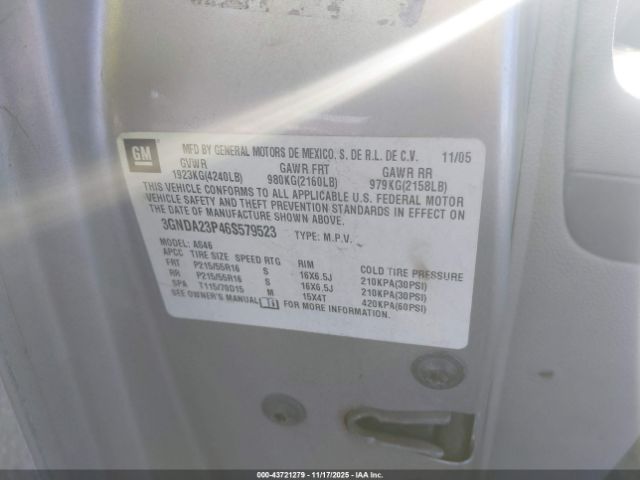 GM
MFD BY GENERAL MOTORS DE MEXICO, S. DE R.L. DE C.V. 11/05
GVWR GAWR FRT GAWR RR
1923KG(4240LB) 980KG(2160LB) 979KG(2158LB)
THIS VEHICLE CONFORMS TO ALL APPLICABLE U.S. FEDERAL MOTOR
VEHICLE SAFETY AND THEFT PREVENTION STANDARDS IN EFFECT ON
THE DATE OF MANUFACTURE SHOWN ABOVE.
3GNDA23P46S579523 TYPE: M.P.V.
MODEL: AS46
APCC TIRE SIZE SPEED RTG RIM COLD TIRE PRESSURE
FRT P215/55R16 S 16X6.5J 210KPA(30PSI)
RR P215/55R16 S 16X6.5J 210KPA(30PSI)
SPA T115/70D15 M 15X4T 420KPA(60PSI)
SEE OWNER'S MANUAL FOR MORE INFORMATION.
000-43721279 — 11/17/2025 — IAAI, Inc.